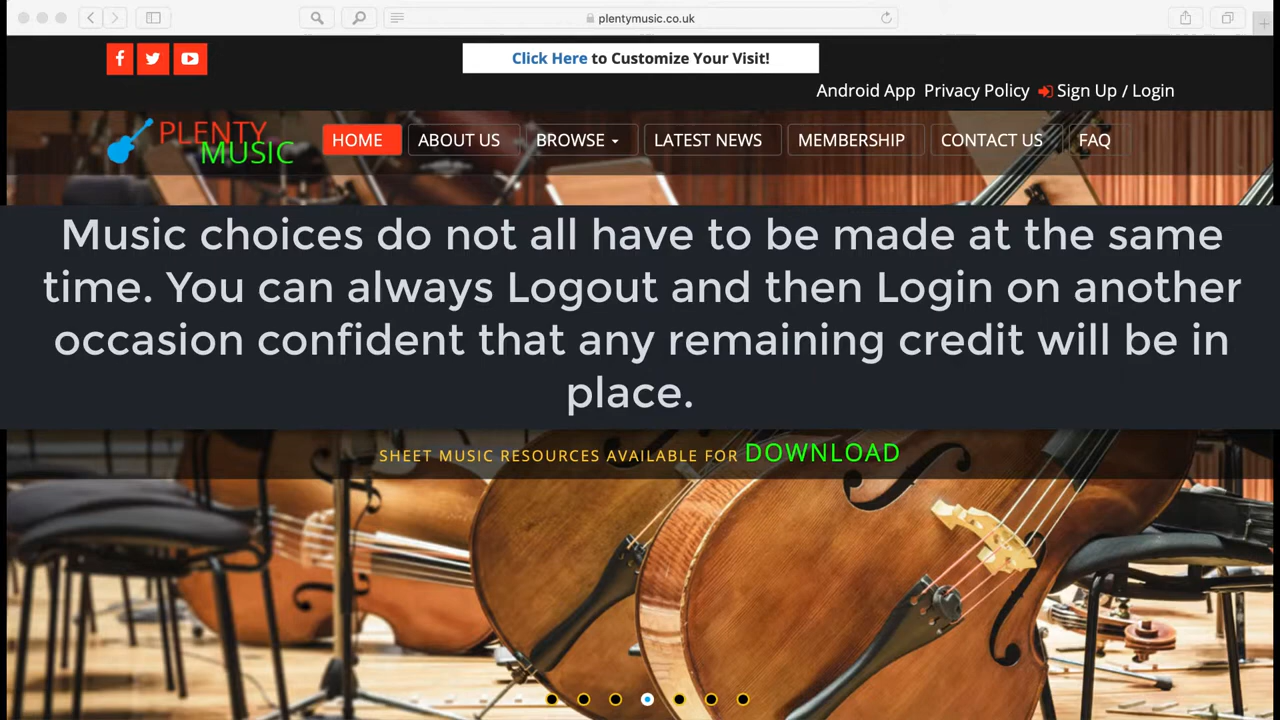 plentymusic.co.uk
Click Here to Customize Your Visit!
Android App Privacy Policy Sign Up / Login
PLENTY
MUSIC
HOME ABOUT US BROWSE LATEST NEWS MEMBERSHIP CONTACT US FAQ
Music choices do not all have to be made at the same
time. You can always Logout and then Login on another
occasion confident that any remaining credit will be in
place.
SHEET MUSIC RESOURCES AVAILABLE FOR DOWNLOAD